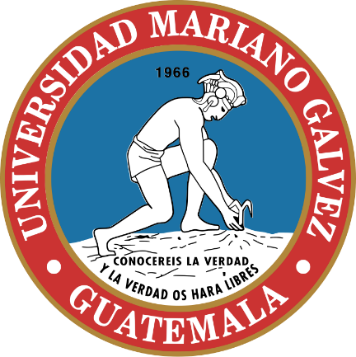 UNIVERSIDAD MARIANO GALVEZ
1966
CONOCEREIS LA VERDAD
Y LA VERDAD OS HARA LIBRES
• GUATEMALA •